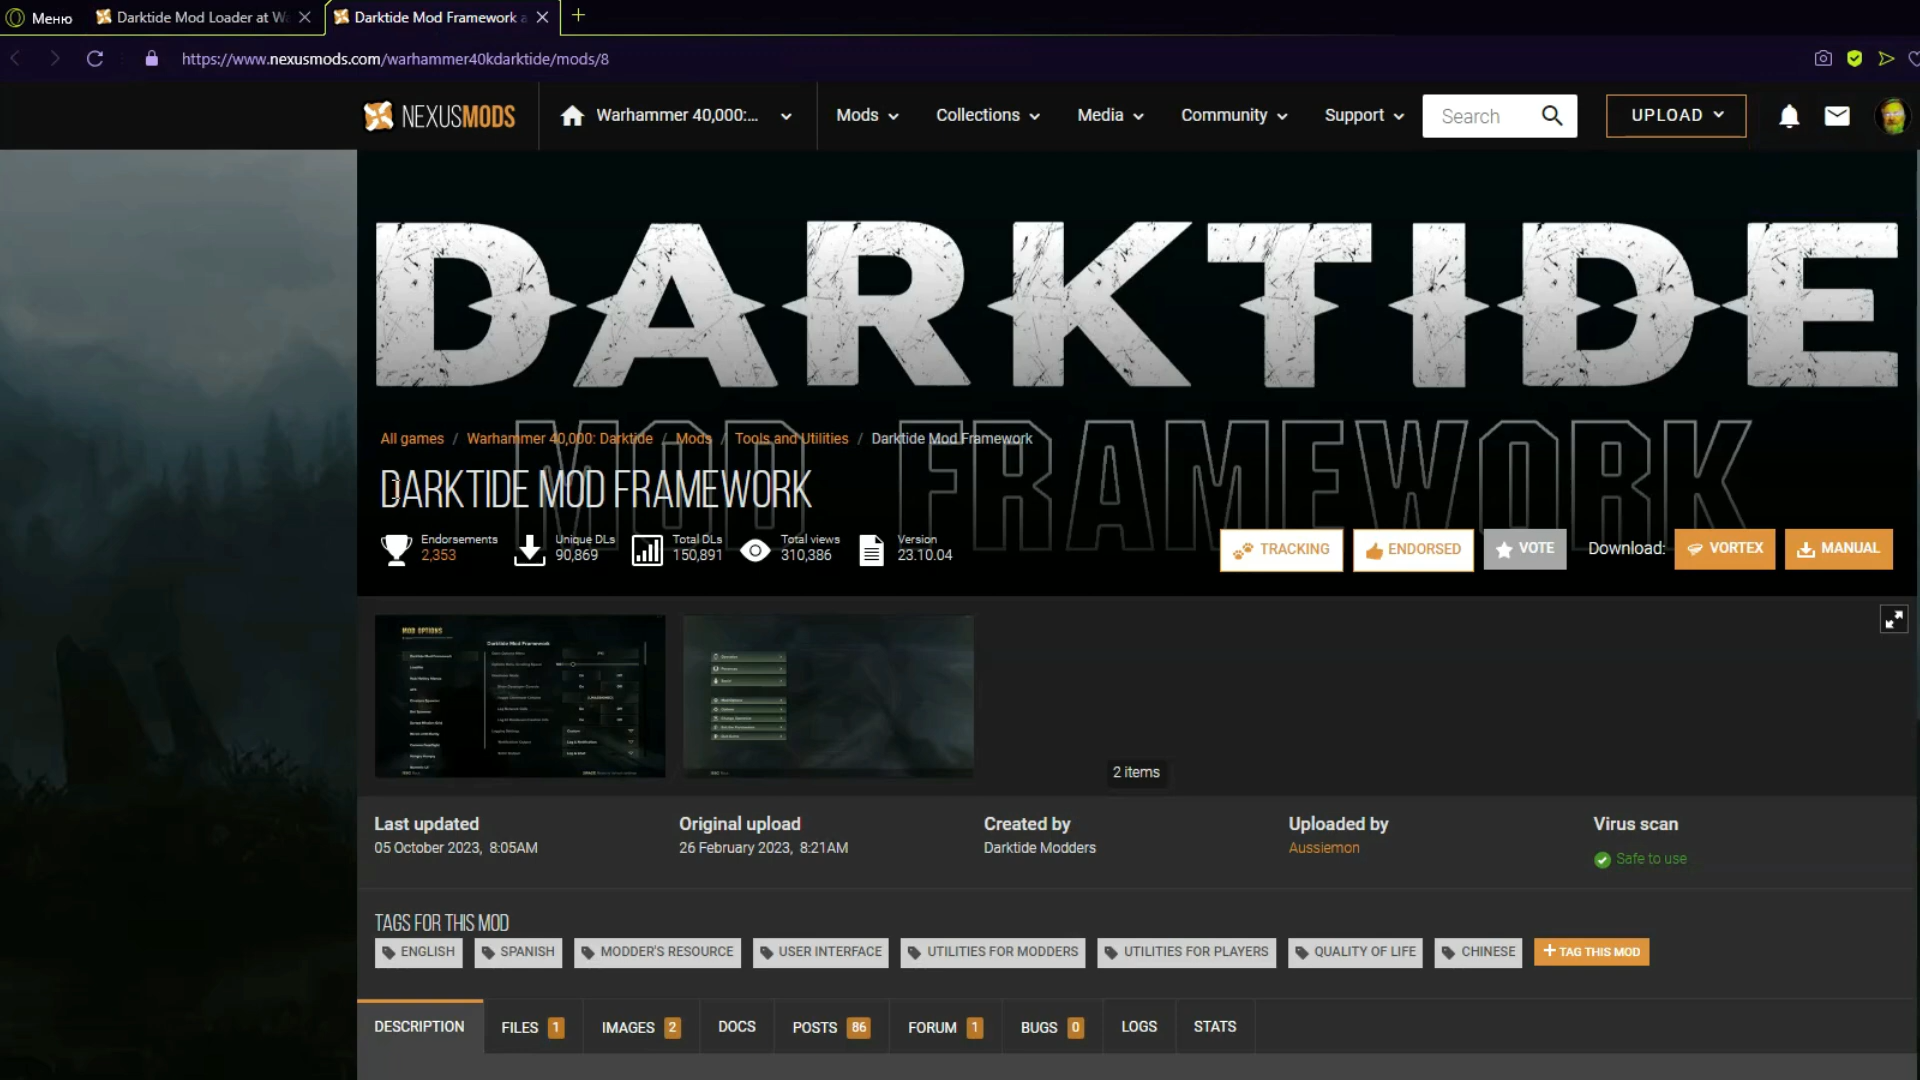 Меню
Darktide Mod Loader at W
Darktide Mod Framework a
https://www.nexusmods.com/warhammer40kdarktide/mods/8
NEXUSMODS
Warhammer 40,000:...
Mods
Collections
Media
Community
Support
Search
UPLOAD
DARKTIDE
MOD FRAMEWORK
All games / Warhammer 40,000: Darktide / Mods / Tools and Utilities / Darktide Mod Framework
DARKTIDE MOD FRAMEWORK
Endorsements
2,353
Unique DLs
90,869
Total DLs
150,891
Total views
310,386
Version
23.10.04
TRACKING
ENDORSED
VOTE
Download:
VORTEX
MANUAL
MOD OPTIONS
Darktide Mod Framework
2 items
Last updated
05 October 2023, 8:05AM
Original upload
26 February 2023, 8:21AM
Created by
Darktide Modders
Uploaded by
Aussiemon
Virus scan
Safe to use
TAGS FOR THIS MOD
ENGLISH
SPANISH
MODDER'S RESOURCE
USER INTERFACE
UTILITIES FOR MODDERS
UTILITIES FOR PLAYERS
QUALITY OF LIFE
CHINESE
+ TAG THIS MOD
DESCRIPTION
FILES 1
IMAGES 2
DOCS
POSTS 86
FORUM 1
BUGS 0
LOGS
STATS